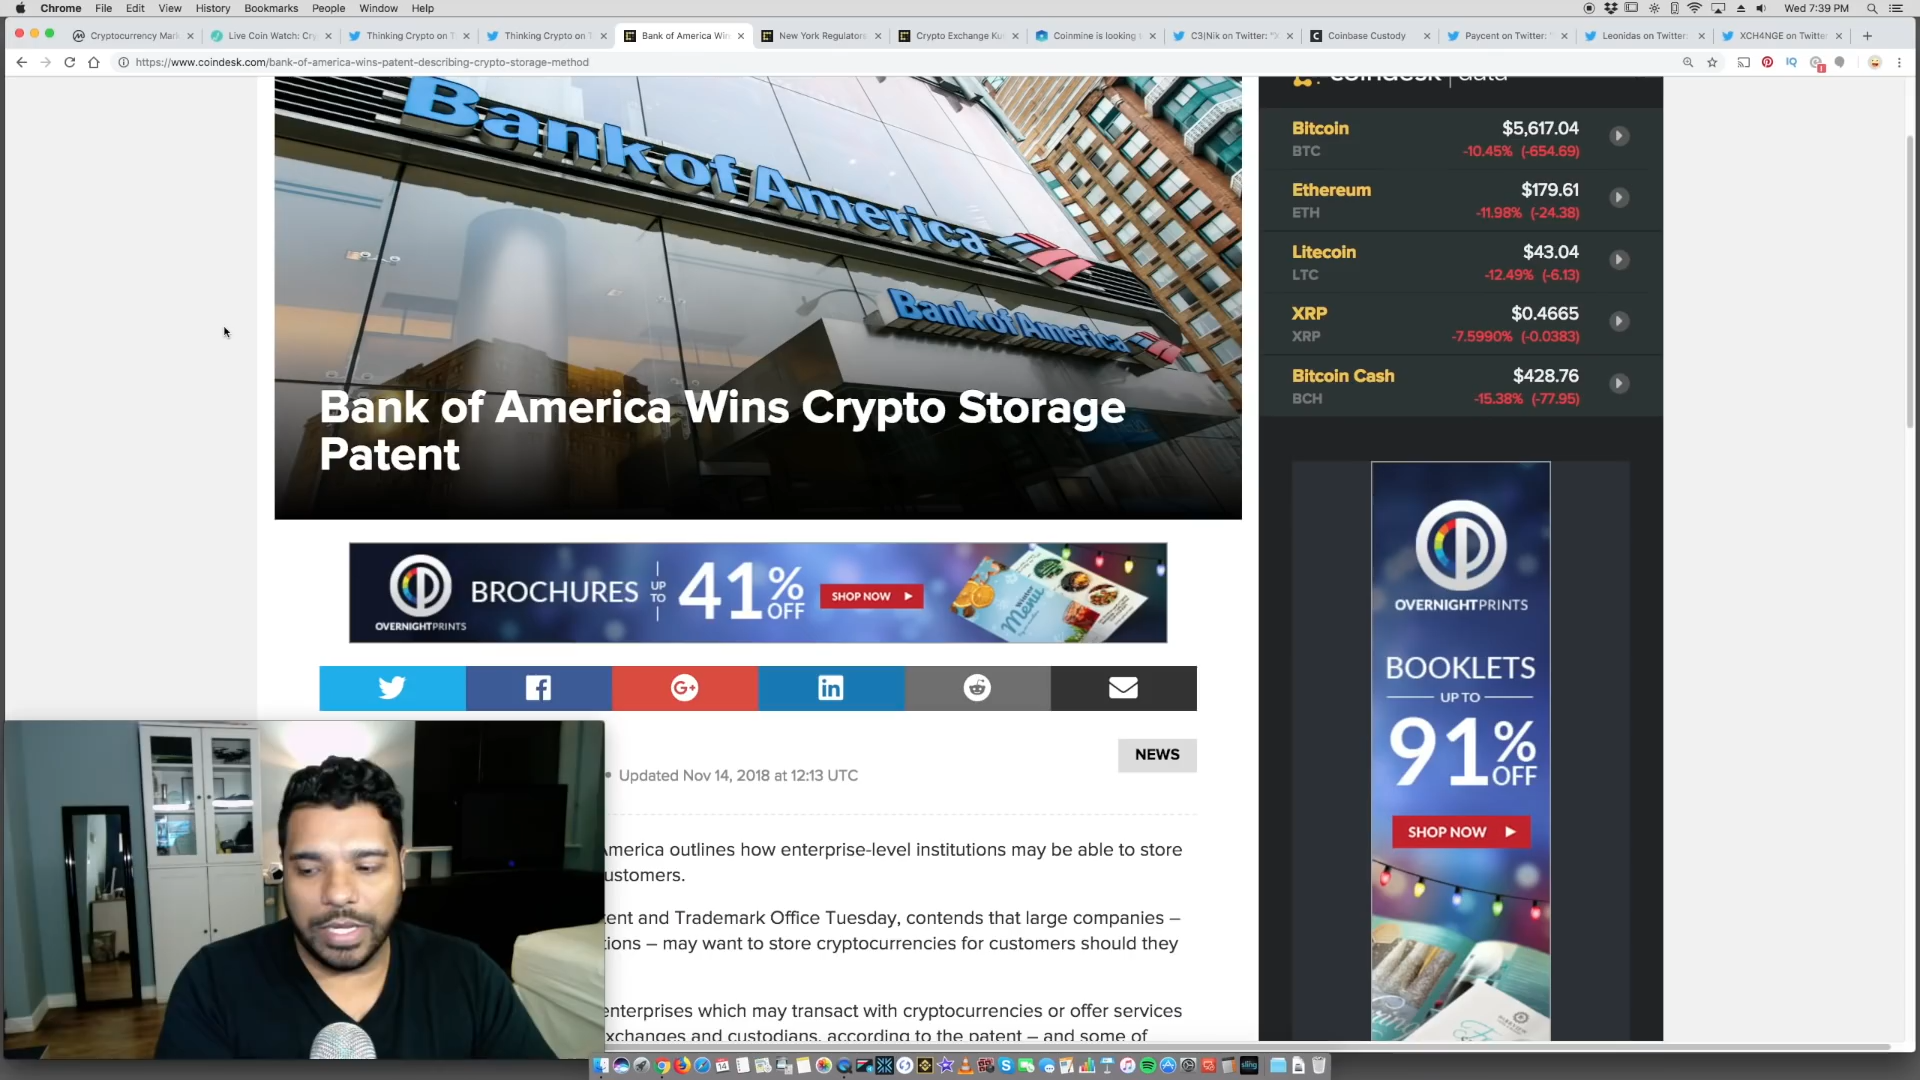 Chrome File Edit View History Bookmarks People Window Help
Wed 7:39 PM
Cryptocurrency Mark
Live Coin Watch: Cry
Thinking Crypto on T
Thinking Crypto on T
Bank of America Win
New York Regulators
Crypto Exchange Ku
Coinmine is looking
C3|Nik on Twitter: "X
Coinbase Custody
Paycent on Twitter: "
Leonidas on Twitter:
XCH4NGE on Twitter
https://www.coindesk.com/bank-of-america-wins-patent-describing-crypto-storage-method
Bank of America
Bank of America
Bank of America Wins Crypto Storage
Patent
coindesk | data
Bitcoin $5,617.04
BTC -10.45% (-654.69)
Ethereum $179.61
ETH -11.98% (-24.38)
Litecoin $43.04
LTC -12.49% (-6.13)
XRP $0.4665
XRP -7.5990% (-0.0383)
Bitcoin Cash $428.76
BCH -15.38% (-77.95)
OVERNIGHTPRINTS
BROCHURES UP TO 41% OFF
SHOP NOW
Winter Menu
OVERNIGHTPRINTS
BOOKLETS
UP TO
91% OFF
SHOP NOW
NEWS
• Updated Nov 14, 2018 at 12:13 UTC
America outlines how enterprise-level institutions may be able to store
ustomers.
ent and Trademark Office Tuesday, contends that large companies –
ions – may want to store cryptocurrencies for customers should they
enterprises which may transact with cryptocurrencies or offer services
xchanges and custodians, according to the patent – and some of
sling